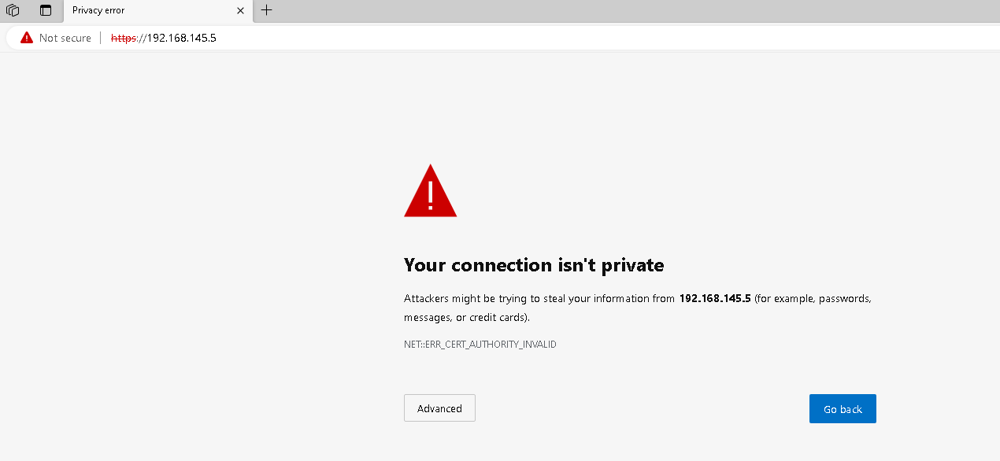 Privacy error
Not secure https://192.168.145.5
Your connection isn't private
Attackers might be trying to steal your information from 192.168.145.5 (for example, passwords,
messages, or credit cards).
NET::ERR_CERT_AUTHORITY_INVALID
Advanced
Go back